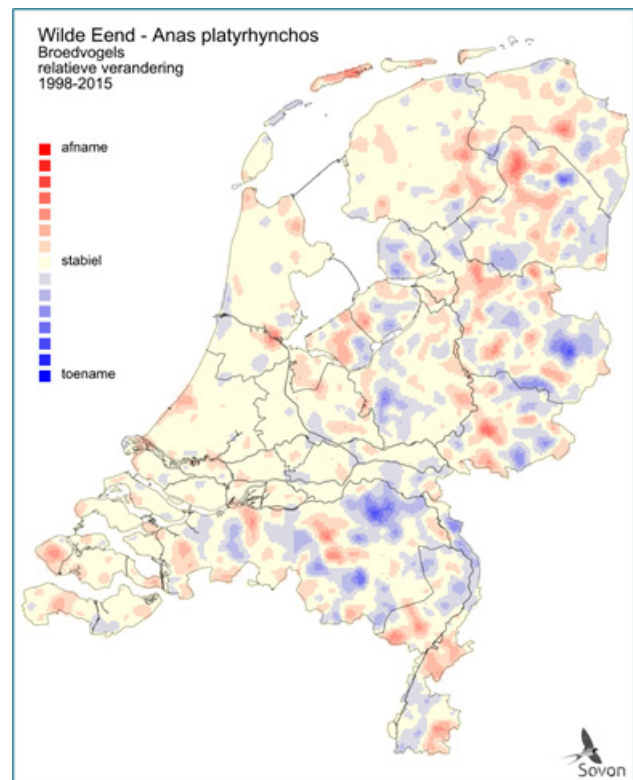 Wilde Eend - Anas platyrhynchos
Broedvogels
relatieve verandering
1998-2015
afname
stabiel
toename
Sovon